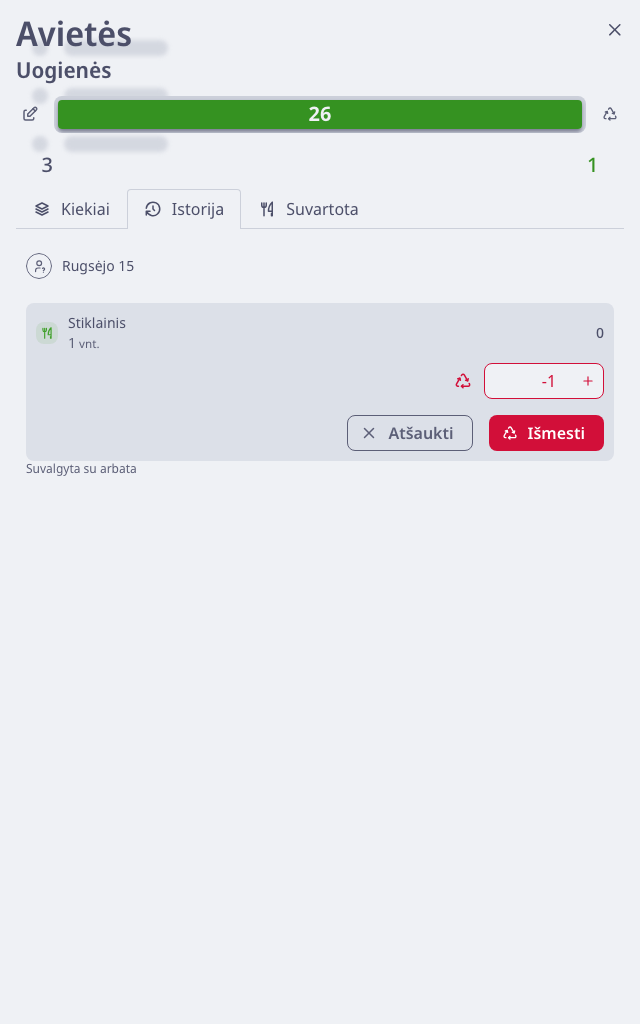 Avietės
Uogienės
26
3
1
Kiekiai
Istorija
Suvartota
Rugsėjo 15
Stiklainis
1 vnt.
0
-1
Atšaukti
Išmesti
Suvalgyta su arbata